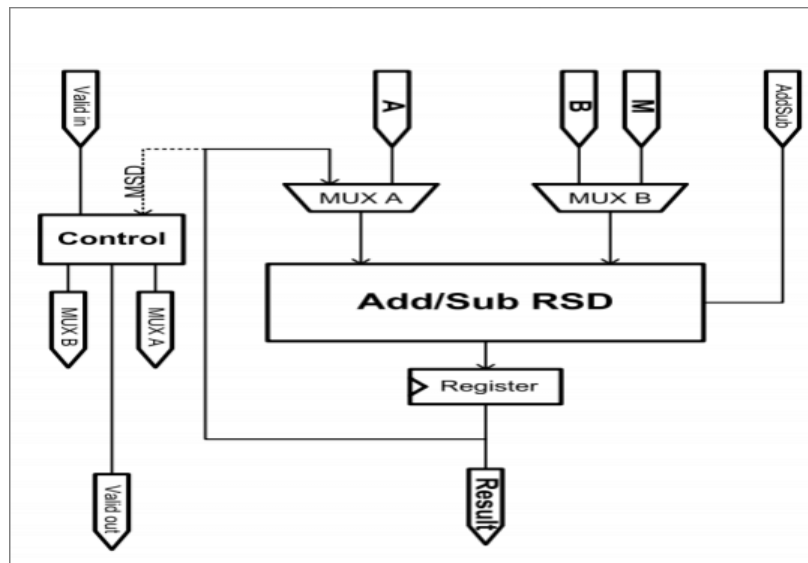 Valid in
A
B
M
AddSub
MSD
MUX A
MUX B
Control
Add/Sub RSD
MUX B
MUX A
Register
Valid out
Result